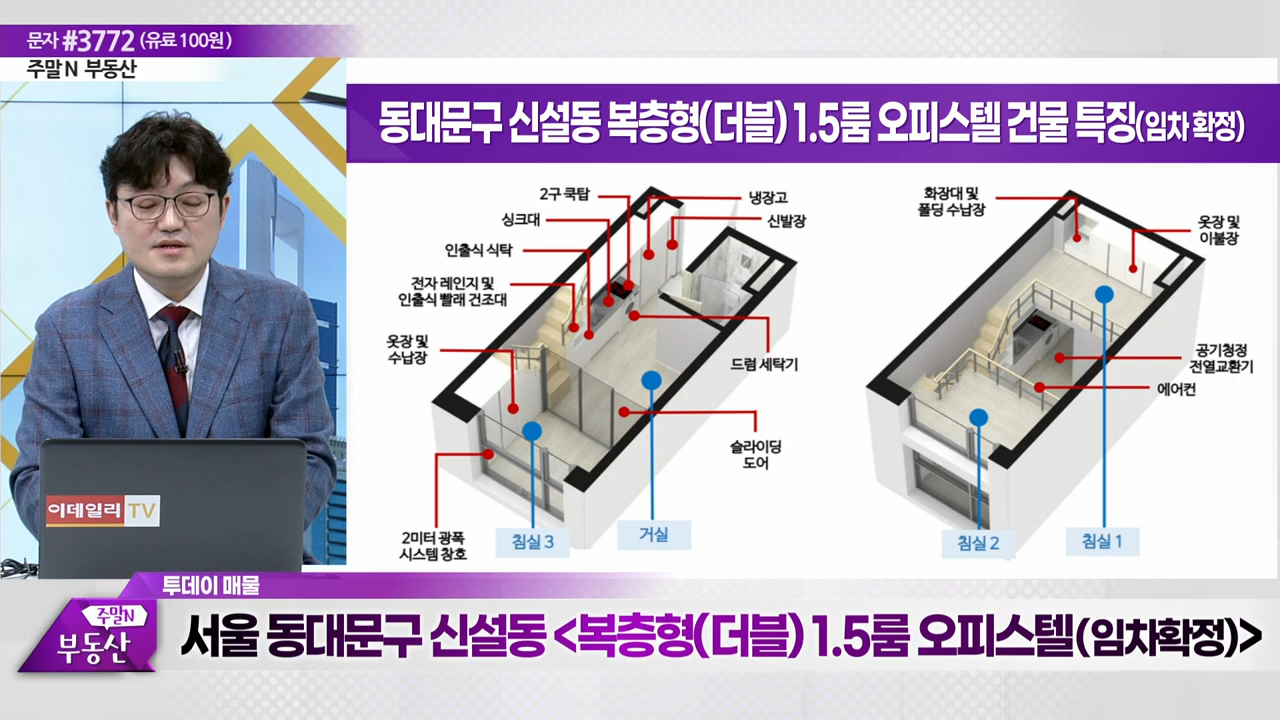 문자 #3772 (유료 100원)
주말N 부동산
동대문구 신설동 복층형(더블) 1.5룸 오피스텔 건물 특징(임차 확정)
2구 쿡탑
냉장고
싱크대
신발장
인출식 식탁
전자 레인지 및
인출식 빨래 건조대
옷장 및
수납장
드럼 세탁기
슬라이딩
도어
2미터 광폭
시스템 창호
침실 3
거실
화장대 및
폴딩 수납장
옷장 및
이불장
공기청정
전열교환기
에어컨
침실 2
침실 1
이데일리TV
투데이 매물
주말N
부동산
서울 동대문구 신설동 <복층형(더블) 1.5룸 오피스텔(임차확정)>